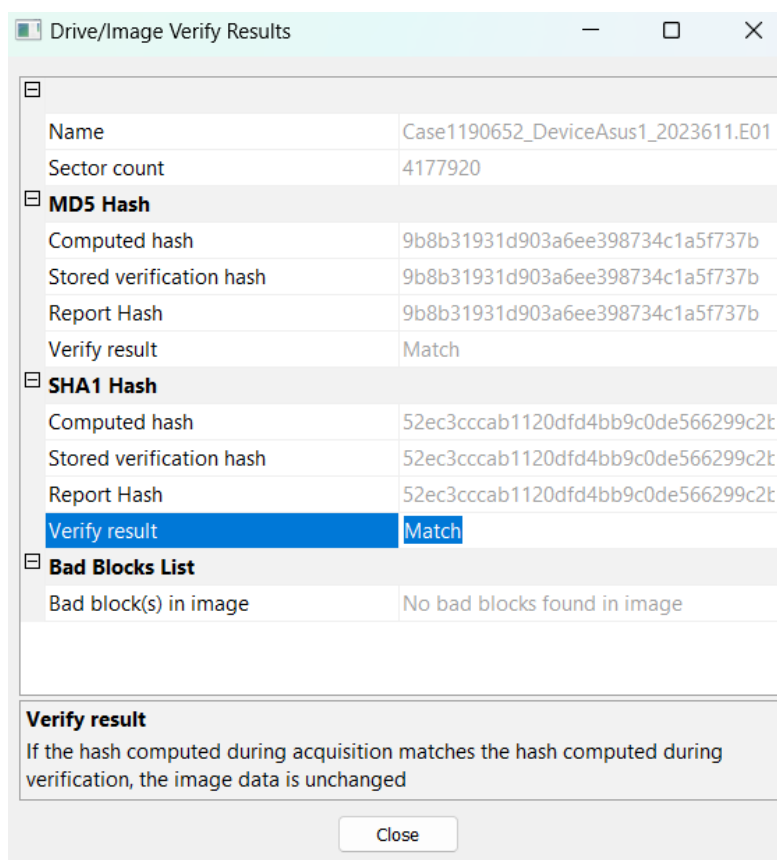 Drive/Image Verify Results
Name Case1190652_DeviceAsus1_2023611.E01
Sector count 4177920
MD5 Hash
Computed hash 9b8b31931d903a6ee398734c1a5f737b
Stored verification hash 9b8b31931d903a6ee398734c1a5f737b
Report Hash 9b8b31931d903a6ee398734c1a5f737b
Verify result Match
SHA1 Hash
Computed hash 52ec3cccab1120dfd4bb9c0de566299c2b
Stored verification hash 52ec3cccab1120dfd4bb9c0de566299c2b
Report Hash 52ec3cccab1120dfd4bb9c0de566299c2b
Verify result Match
Bad Blocks List
Bad block(s) in image No bad blocks found in image
Verify result
If the hash computed during acquisition matches the hash computed during
verification, the image data is unchanged
Close